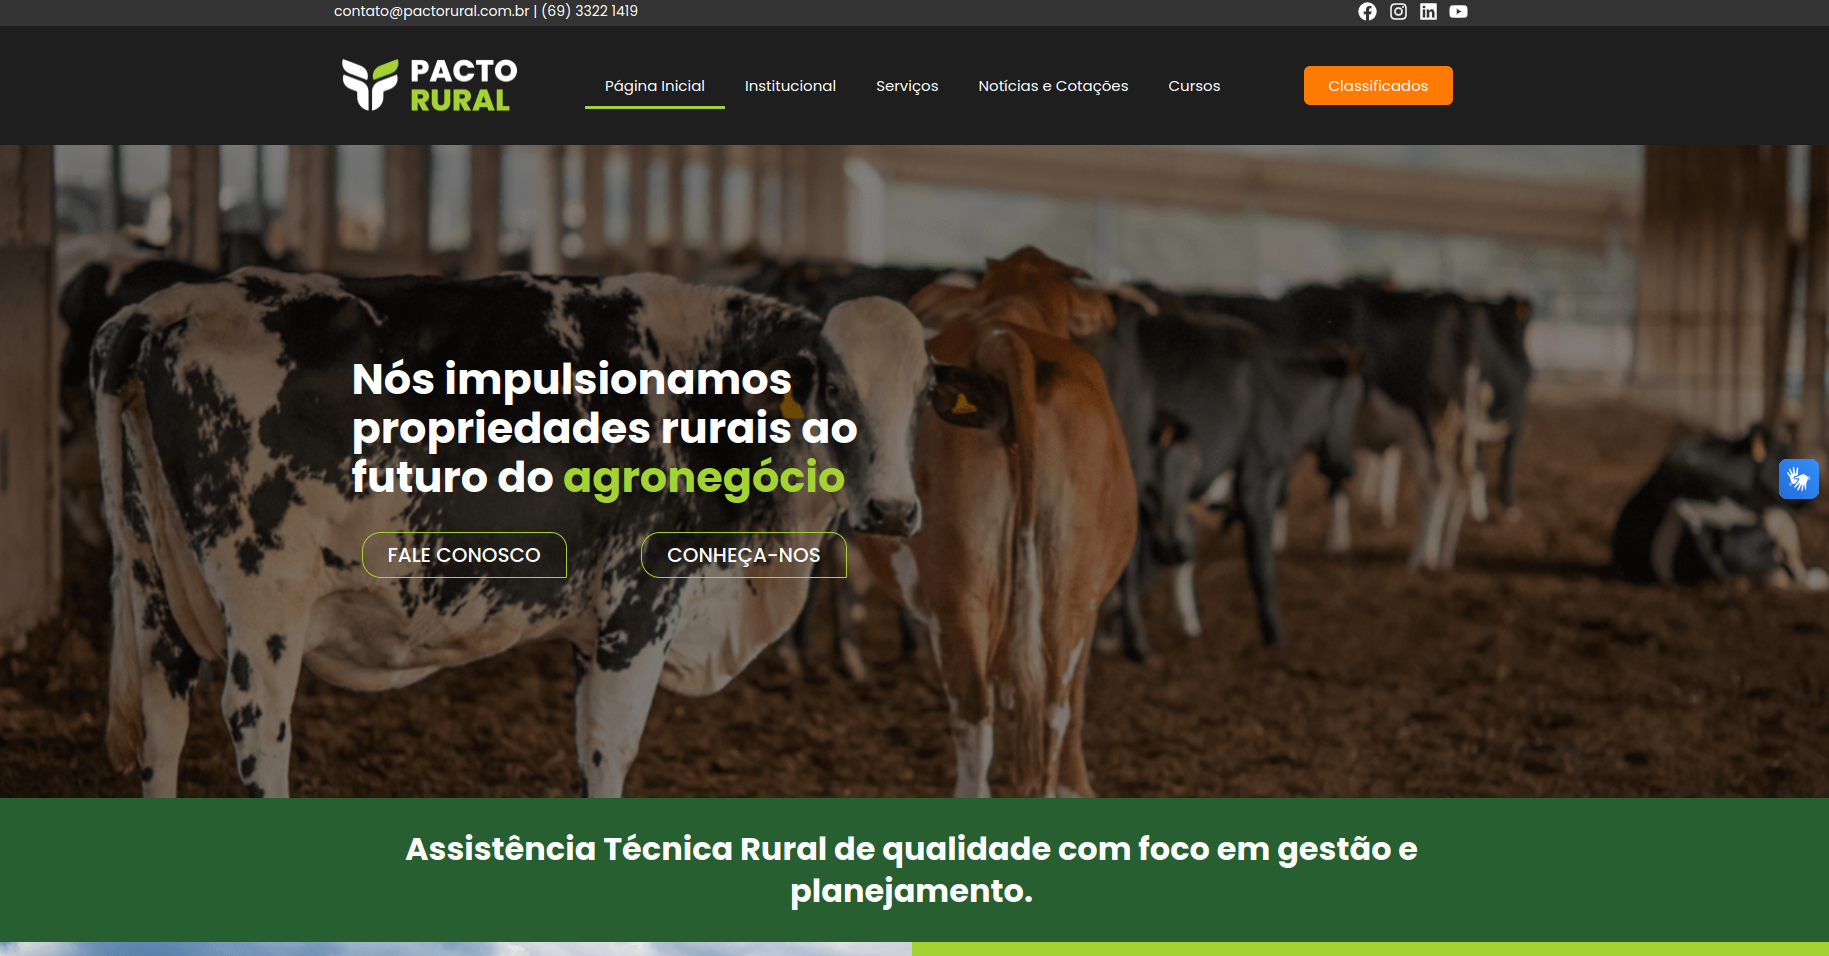 contato@pactorural.com.br | (69) 3322 1419
PACTO
RURAL
Página Inicial
Institucional
Serviços
Notícias e Cotações
Cursos
Classificados
Nós impulsionamos
propriedades rurais ao
futuro do agronegócio
FALE CONOSCO
CONHEÇA-NOS
Assistência Técnica Rural de qualidade com foco em gestão e
planejamento.